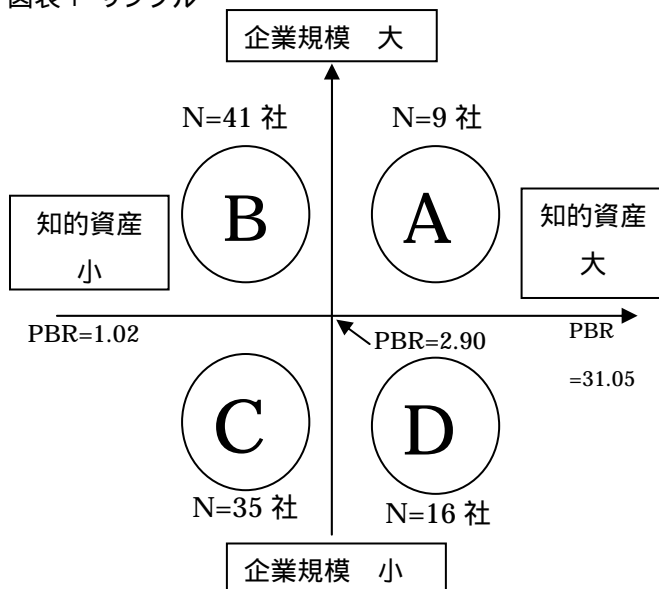 図表1 サンプル
企業規模 大
N=41 社
N=9 社
B
A
知的資産
小
知的資産
大
PBR=1.02
PBR=2.90
PBR
=31.05
C
D
N=35 社
N=16 社
企業規模 小